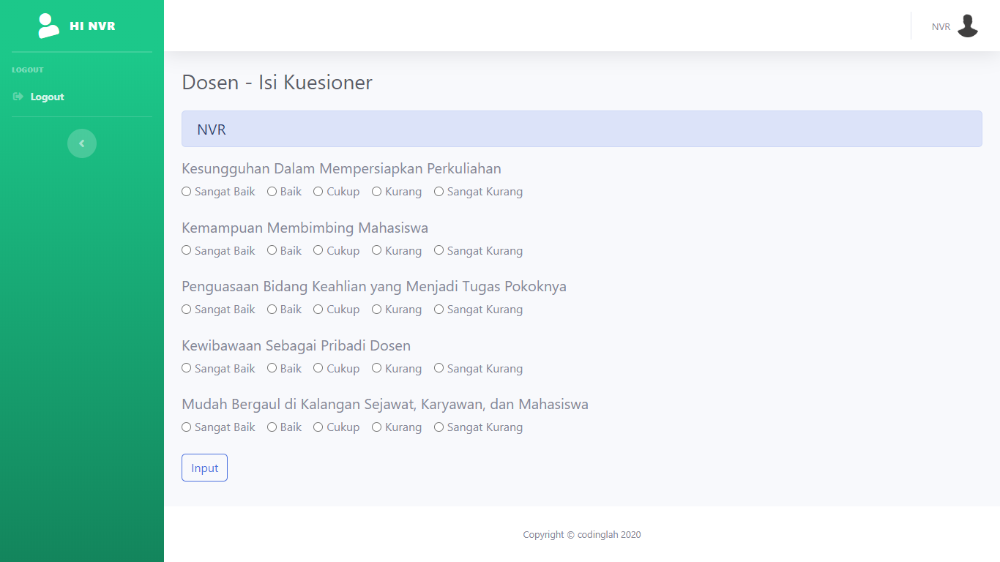 HI NVR
LOGOUT
Logout
NVR
Dosen - Isi Kuesioner
NVR
Kesungguhan Dalam Mempersiapkan Perkuliahan
Sangat Baik Baik Cukup Kurang Sangat Kurang
Kemampuan Membimbing Mahasiswa
Sangat Baik Baik Cukup Kurang Sangat Kurang
Penguasaan Bidang Keahlian yang Menjadi Tugas Pokoknya
Sangat Baik Baik Cukup Kurang Sangat Kurang
Kewibawaan Sebagai Pribadi Dosen
Sangat Baik Baik Cukup Kurang Sangat Kurang
Mudah Bergaul di Kalangan Sejawat, Karyawan, dan Mahasiswa
Sangat Baik Baik Cukup Kurang Sangat Kurang
Input
Copyright © codinglah 2020